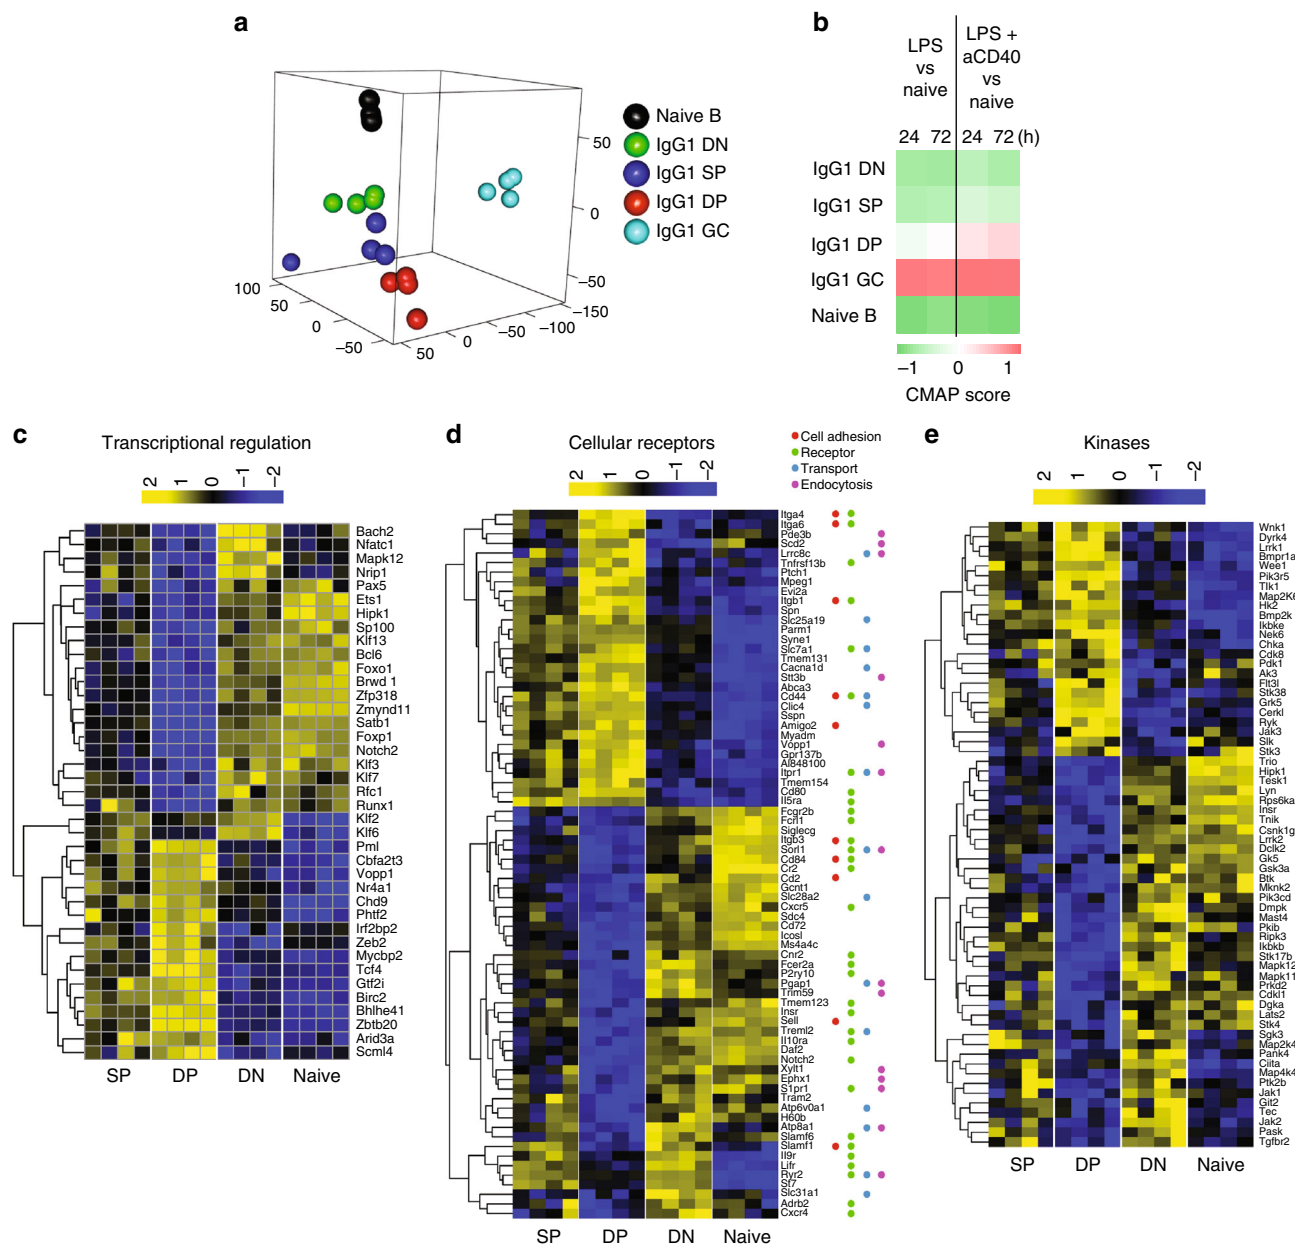 a
Naive B
IgG1 DN
IgG1 SP
IgG1 DP
IgG1 GC
50
0
−50
100
50
0
−50
50
0
−50
−100
−150
b
LPS
vs
naive
LPS +
aCD40
vs
naive
24 72 24 72 (h)
IgG1 DN
IgG1 SP
IgG1 DP
IgG1 GC
Naive B
−1 0 1
CMAP score
c
Transcriptional regulation
2 1 0 −1 −2
Bach2
Nfatc1
Mapk12
Nrip1
Pax5
Ets1
Hipk1
Sp100
Klf13
Bcl6
Foxo1
Brwd 1
Zfp318
Zmynd11
Satb1
Foxp1
Notch2
Klf3
Klf7
Rfc1
Runx1
Klf2
Klf6
Pml
Cbfa2t3
Vopp1
Nr4a1
Chd9
Phtf2
Irf2bp2
Zeb2
Mycbp2
Tcf4
Gtf2i
Birc2
Bhlhe41
Zbtb20
Arid3a
Scml4
SP DP DN Naive
d
Cellular receptors
2 1 0 −1 −2
Cell adhesion
Receptor
Transport
Endocytosis
Itga4
Itga6
Pde3b
Scd2
Lrrc8c
Tnfrsf13b
Ptch1
Mpeg1
Evi2a
Itgb1
Spn
Slc25a19
Parm1
Syne1
Slc7a1
Tmem131
Cacna1d
Stt3b
Abca3
Cd44
Clic4
Sspn
Amigo2
Myadm
Vopp1
Gpr137b
AI848100
Itpr1
Tmem154
Cd80
Il5ra
Fcgr2b
Fcrl1
Siglecg
Itgb3
Sorl1
Cd84
Cr2
Cd2
Gcnt1
Slc28a2
Cxcr5
Sdc4
Cd72
Icosl
Ms4a4c
Cnr2
Fcer2a
P2ry10
Pgap1
Trim59
Tmem123
Insr
Sell
Treml2
Il10ra
Daf2
Notch2
Xylt1
Ephx1
S1pr1
Tram2
Atp6v0a1
H60b
Atp8a1
Slamf6
Slamf1
Il9r
Lifr
Ryr2
Sf7
Slc31a1
Adrb2
Cxcr4
SP DP DN Naive
e
Kinases
2 1 0 −1 −2
Wnk1
Dyrk4
Lrrk1
Bmpr1a
Wee1
Pik3r5
Tlk1
Map2K6
Hk2
Bmp2k
Ikbke
Nek6
Chka
Cdk8
Pdk1
Ak3
Flt3l
Stk38
Grk5
Cerkl
Ryk
Jak3
Slk
Stk3
Trio
Hipk1
Tesk1
Lyn
Rps6ka
Insr
Tnik
Csnk1g
Lrrk2
Dclk2
Gk5
Gsk3a
Btk
Mknk2
Pik3cd
Dmpk
Mast4
Pkib
Ripk3
Ikbkb
Stk17b
Mapk12
Mapk11
Prkd2
Cdkl1
Dgka
Lats2
Stk4
Sgk3
Map2k4
Pank4
Ciita
Map4k4
Ptk2b
Jak1
Git2
Tec
Jak2
Pask
Tgfbr2
SP DP DN Naive